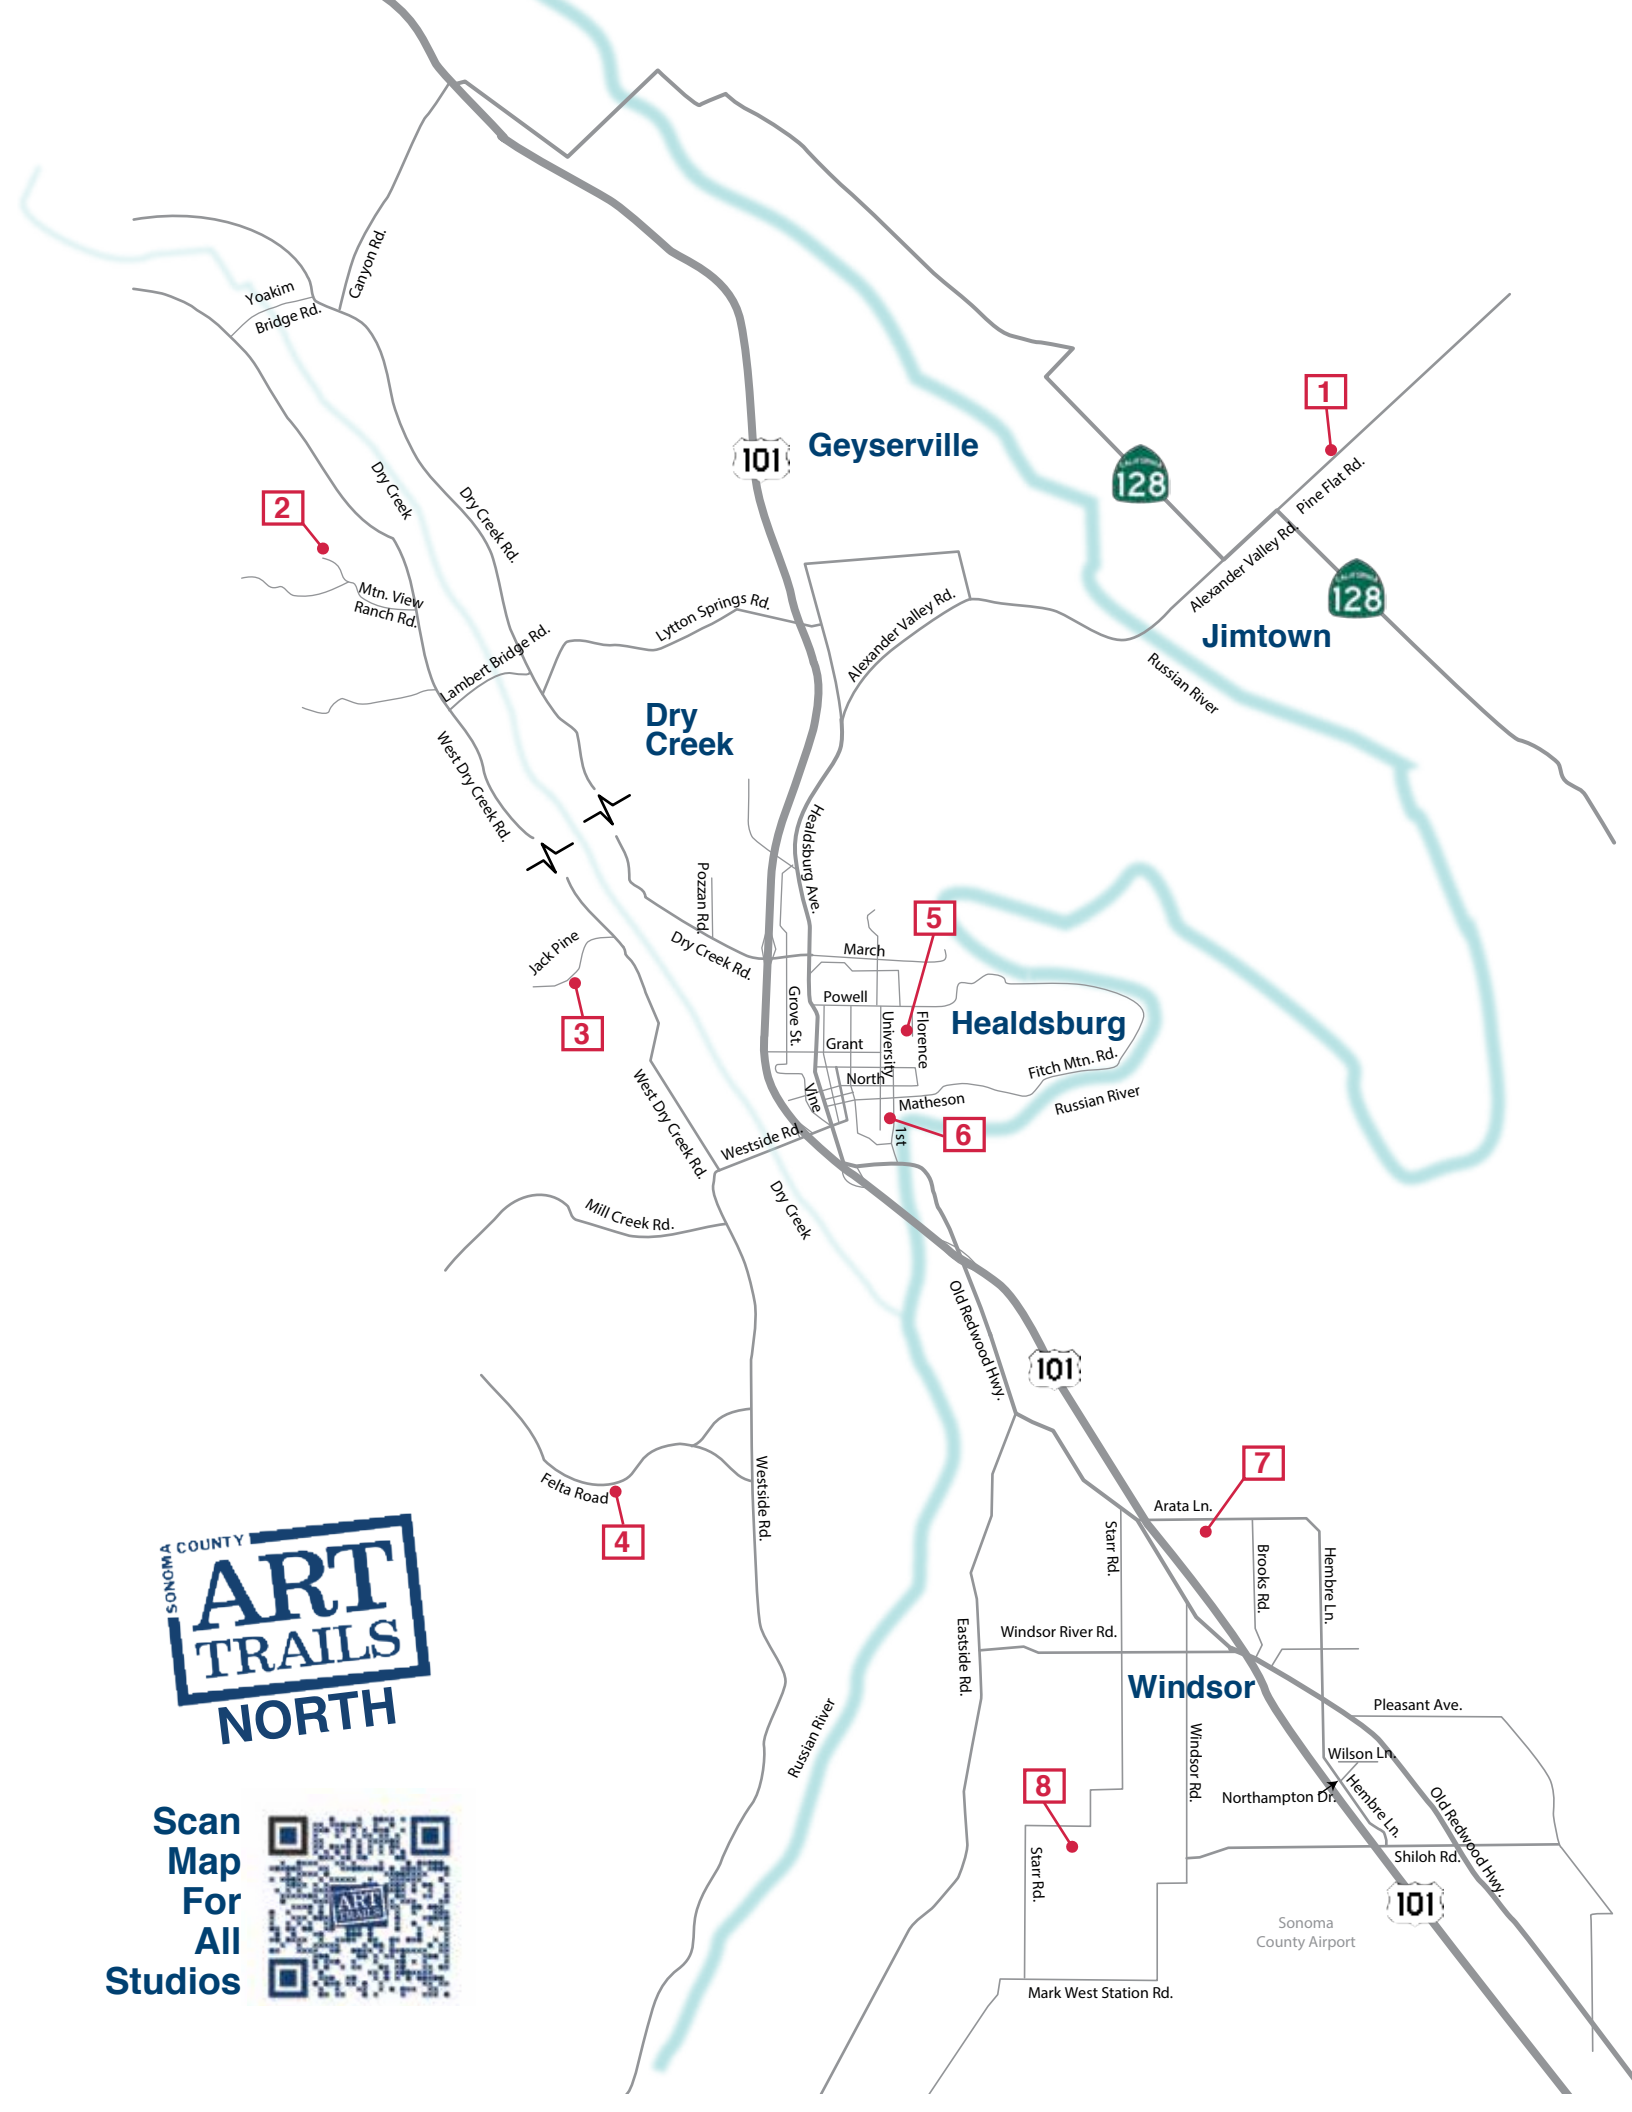 Canyon Rd.
Yoakim
Bridge Rd.
1
101
Geyserville
CALIFORNIA
128
Pine Flat Rd.
Dry Creek
Dry Creek Rd.
2
Alexander Valley Rd.
CALIFORNIA
128
Mtn. View
Ranch Rd.
Lytton Springs Rd.
Alexander Valley Rd.
Jimtown
Lambert Bridge Rd.
Russian River
Dry
Creek
West Dry Creek Rd.
Healdsburg Ave.
Pozzan Rd.
5
Jack Pine
Dry Creek Rd.
March
3
Grove St.
Powell
University
Florence
Healdsburg
Grant
Fitch Mtn. Rd.
North
Vine
Matheson
Russian River
West Dry Creek Rd.
Westside Rd.
1st
6
Dry Creek
Mill Creek Rd.
Old Redwood Hwy.
101
7
Felta Road
Westside Rd.
4
Arata Ln.
Starr Rd.
Brooks Rd.
Hembre Ln.
SONOMA COUNTY
ART
TRAILS
NORTH
Eastside Rd.
Windsor River Rd.
Windsor
Pleasant Ave.
Russian River
Windsor Rd.
Wilson Ln.
8
Northampton Dr.
Hembre Ln.
Old Redwood Hwy.
Shiloh Rd.
Starr Rd.
101
Sonoma
County Airport
Mark West Station Rd.
Scan
Map
For
All
Studios
ART
TRAILS